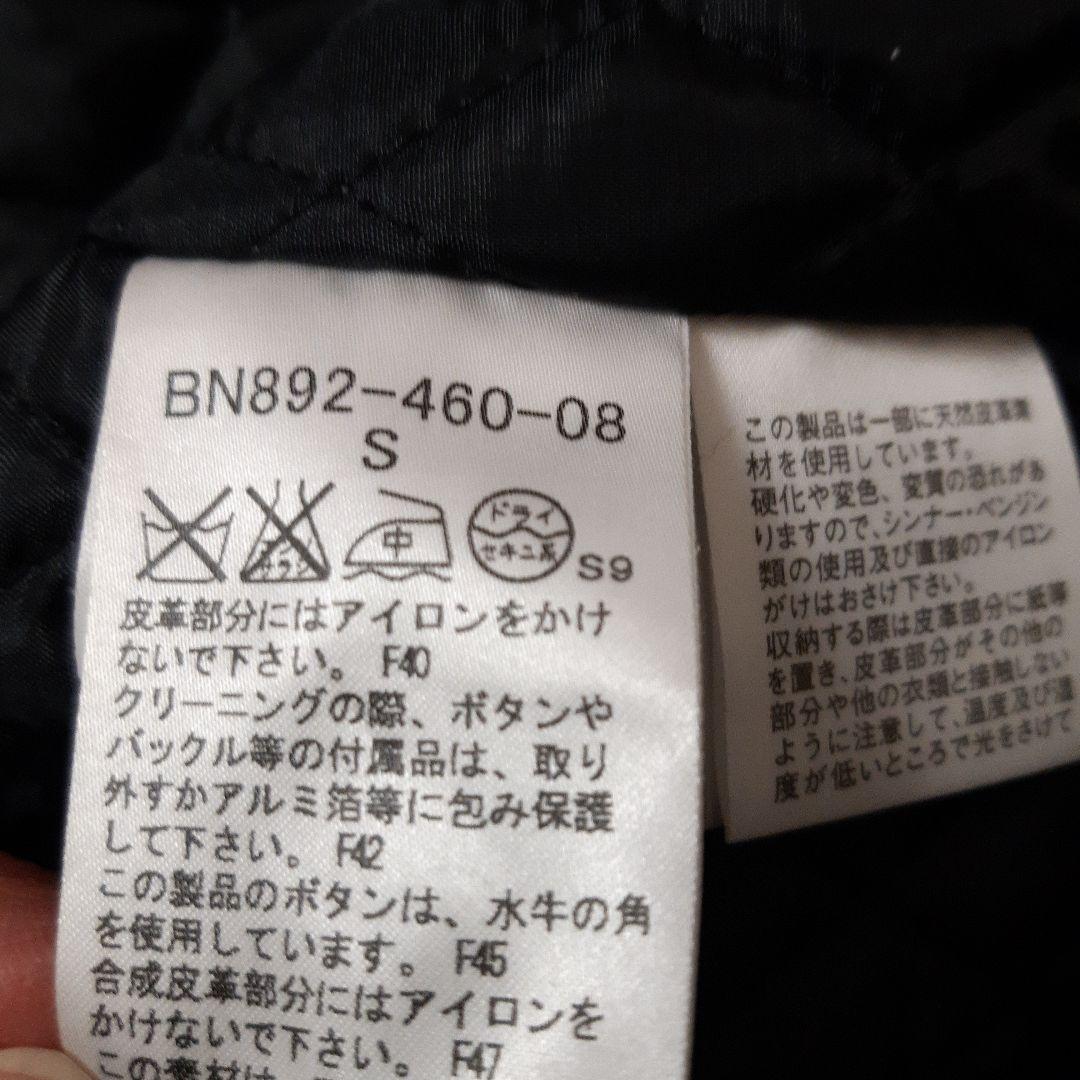 BN892-460-08
S
中
ドライ
セキユ系
S9
皮革部分にはアイロンをかけ
ないで下さい。 F40
クリーニングの際、ボタンや
バックル等の付属品は、取り
外すかアルミ箔等に包み保護
して下さい。 F42
この製品のボタンは、水牛の角
を使用しています。 F45
合成皮革部分にはアイロンを
かけないで下さい。 F47
この素材は、
この製品は一部に天然皮革素
材を使用しています。
硬化や変色、変質の恐れがあ
りますので、シンナー・ベンジン
類の使用及び直接のアイロン
がけはおさけ下さい。
収納する際は皮革部分に紙等
を置き、皮革部分がその他の
部分や他の衣類と接触しない
ように注意して、温度及び湿
度が低いところで光をさけて